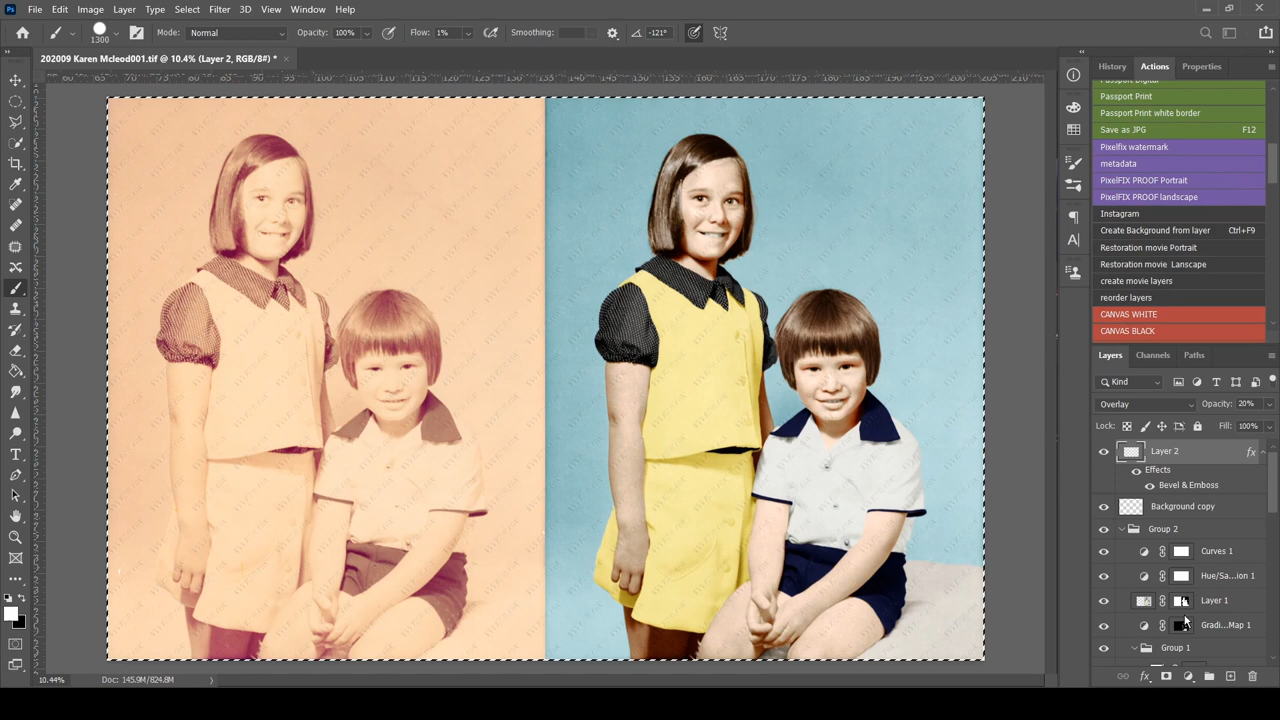 Ps File Edit Image Layer Type Select Filter 3D View Window Help
1300 Mode: Normal Opacity: 100% Flow: 1% Smoothing: -121°
202009 Karen Mcleod001.tif @ 10.4% (Layer 2, RGB/8#) *
History Actions Properties
Passport Digital
Passport Print
Passport Print white border
Save as JPG F12
Pixelfix watermark
metadata
PixelFIX PROOF Portrait
PixelFIX PROOF landscape
Instagram
Create Background from layer Ctrl+F9
Restoration movie Portrait
Restoration movie Lanscape
create movie layers
reorder layers
CANVAS WHITE
CANVAS BLACK
Layers Channels Paths
Kind
Overlay Opacity: 20%
Lock: Fill: 100%
Layer 2 fx
Effects
Bevel & Emboss
Background copy
Group 2
Curves 1
Hue/Sa...ion 1
Layer 1
Gradi...Map 1
Group 1
10.44% Doc: 145.9M/824.8M